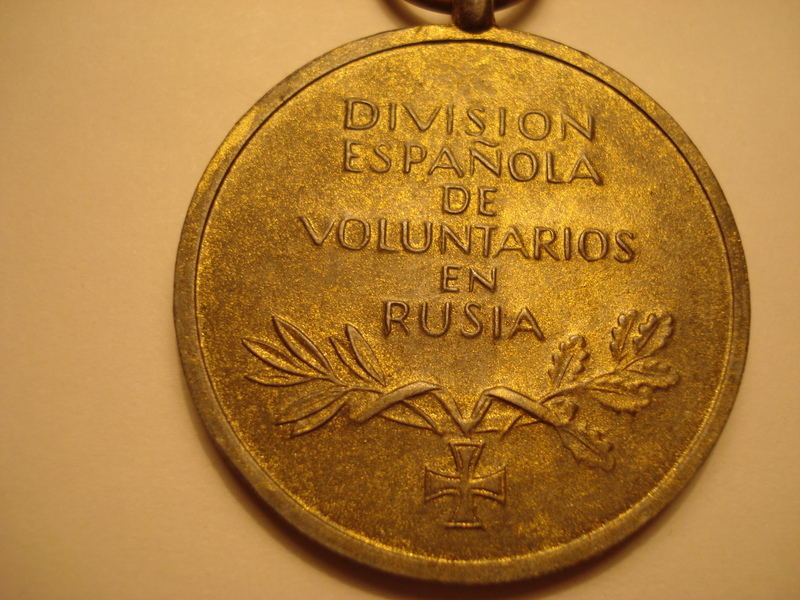 DIVISION
ESPAÑOLA
DE
VOLUNTARIOS
EN
RUSIA